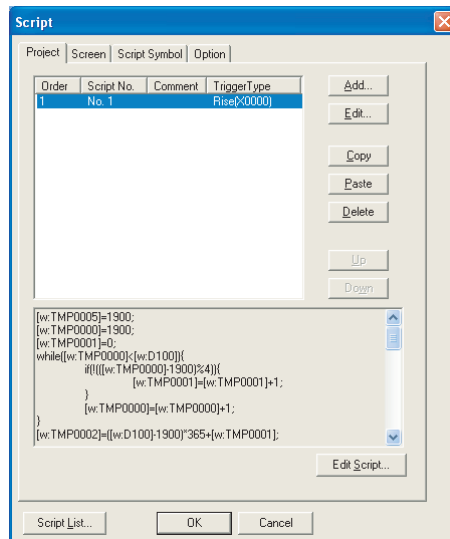 Script
Project Screen Script Symbol Option
Order Script No. Comment TriggerType
1 No. 1 Rise(X0000)
Add...
Edit...
Copy
Paste
Delete
Up
Down
[w:TMP0005]=1900;
[w:TMP0000]=1900;
[w:TMP0001]=0;
while([w:TMP0000]<[w:D100]){
if(!(([w:TMP0000]-1900)%4)){
[w:TMP0001]=[w:TMP0001]+1;
}
[w:TMP0000]=[w:TMP0000]+1;
}
[w:TMP0002]=([w:D100]-1900)*365+[w:TMP0001];
Edit Script...
Script List... OK Cancel